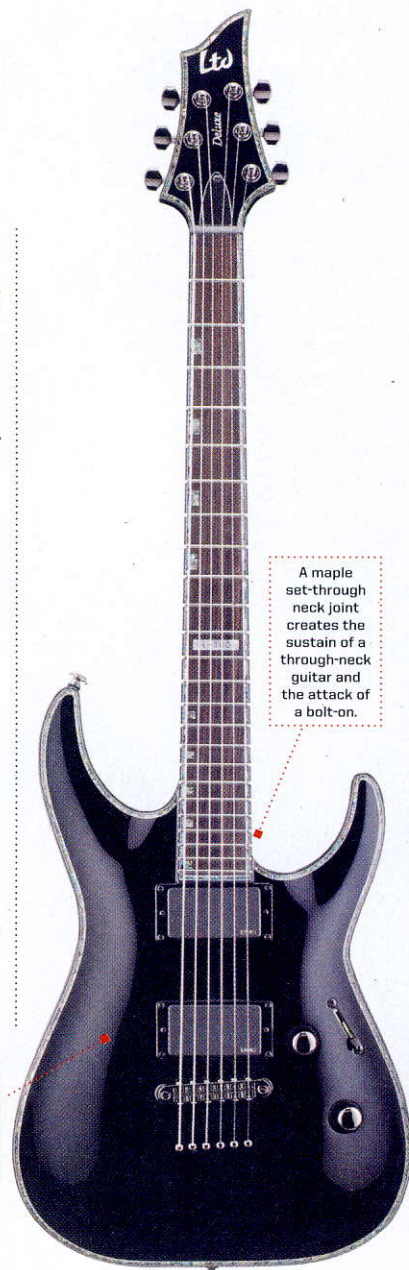 Ltd
Deluxe
A maple
set-through
neck joint
creates the
sustain of a
through-neck
guitar and
the attack of
a bolt-on.